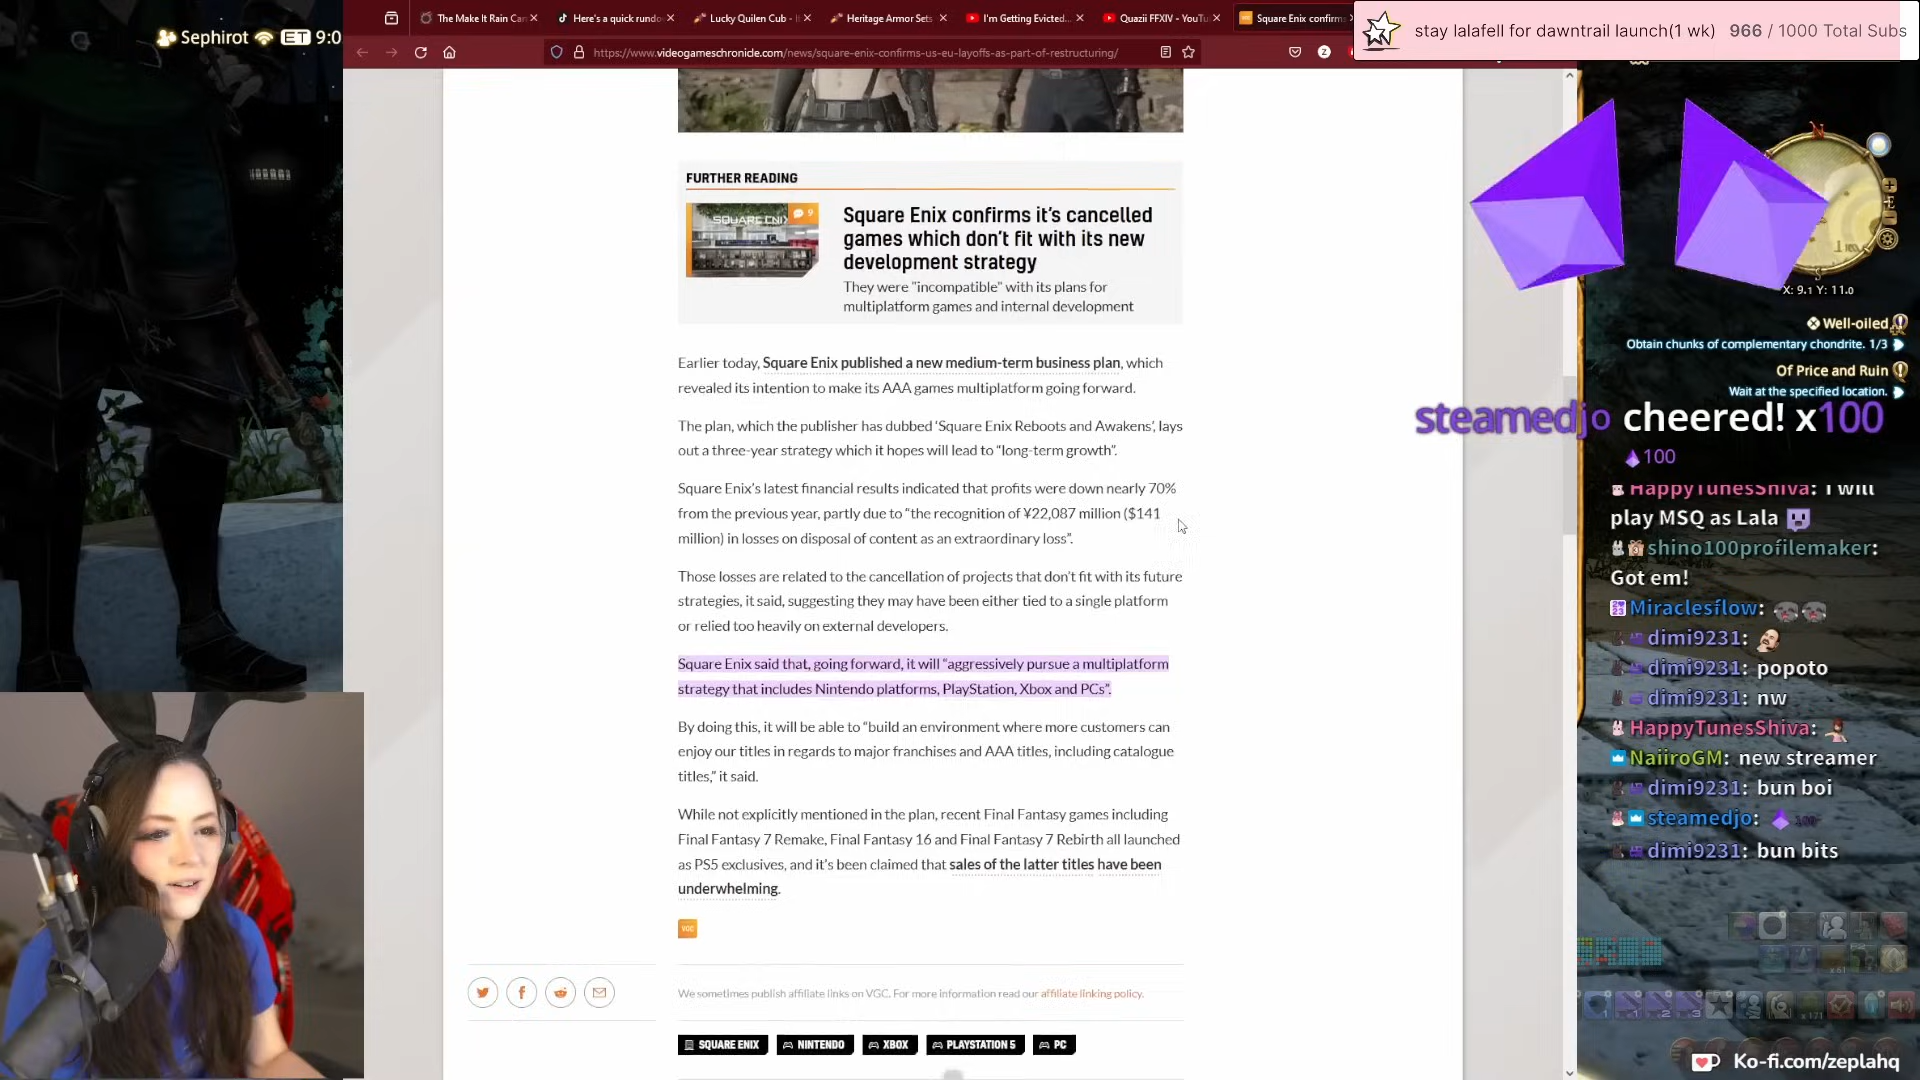 Sephirot ET 9:0
The Make It Rain Can
Here's a quick rundo
Lucky Quilen Cub -
Heritage Armor Sets
I'm Getting Evicted...
Quazii FFXIV - YouTu
Square Enix confirms
https://www.videogameschronicle.com/news/square-enix-confirms-us-eu-layoffs-as-part-of-restructuring/
stay lalafell for dawntrail launch(1 wk) 966 / 1000 Total Subs
FURTHER READING
SQUARE ENIX
9
Square Enix confirms it's cancelled
games which don't fit with its new
development strategy
They were "incompatible" with its plans for
multiplatform games and internal development
Earlier today, Square Enix published a new medium-term business plan, which
revealed its intention to make its AAA games multiplatform going forward.
The plan, which the publisher has dubbed ‘Square Enix Reboots and Awakens’, lays
out a three-year strategy which it hopes will lead to “long-term growth”.
Square Enix’s latest financial results indicated that profits were down nearly 70%
from the previous year, partly due to “the recognition of ¥22,087 million ($141
million) in losses on disposal of content as an extraordinary loss”.
Those losses are related to the cancellation of projects that don’t fit with its future
strategies, it said, suggesting they may have been either tied to a single platform
or relied too heavily on external developers.
Square Enix said that, going forward, it will “aggressively pursue a multiplatform
strategy that includes Nintendo platforms, PlayStation, Xbox and PCs”.
By doing this, it will be able to “build an environment where more customers can
enjoy our titles in regards to major franchises and AAA titles, including catalogue
titles,” it said.
While not explicitly mentioned in the plan, recent Final Fantasy games including
Final Fantasy 7 Remake, Final Fantasy 16 and Final Fantasy 7 Rebirth all launched
as PS5 exclusives, and it’s been claimed that sales of the latter titles have been
underwhelming.
VGC
We sometimes publish affiliate links on VGC. For more information read our affiliate linking policy.
SQUARE ENIX
NINTENDO
XBOX
PLAYSTATION 5
PC
N
S
X: 9.1 Y: 11.0
Well-oiled
Obtain chunks of complementary chondrite. 1/3
Of Price and Ruin
Wait at the specified location.
steamedjo cheered! x100
100
HappyTunesShiva: I will
play MSQ as Lala
shino100profilemaker:
Got em!
Miraclesflow:
dimi9231:
dimi9231: popoto
dimi9231: nw
HappyTunesShiva:
NaiiroGM: new streamer
dimi9231: bun boi
steamedjo: 100
dimi9231: bun bits
Ko-fi.com/zeplahq